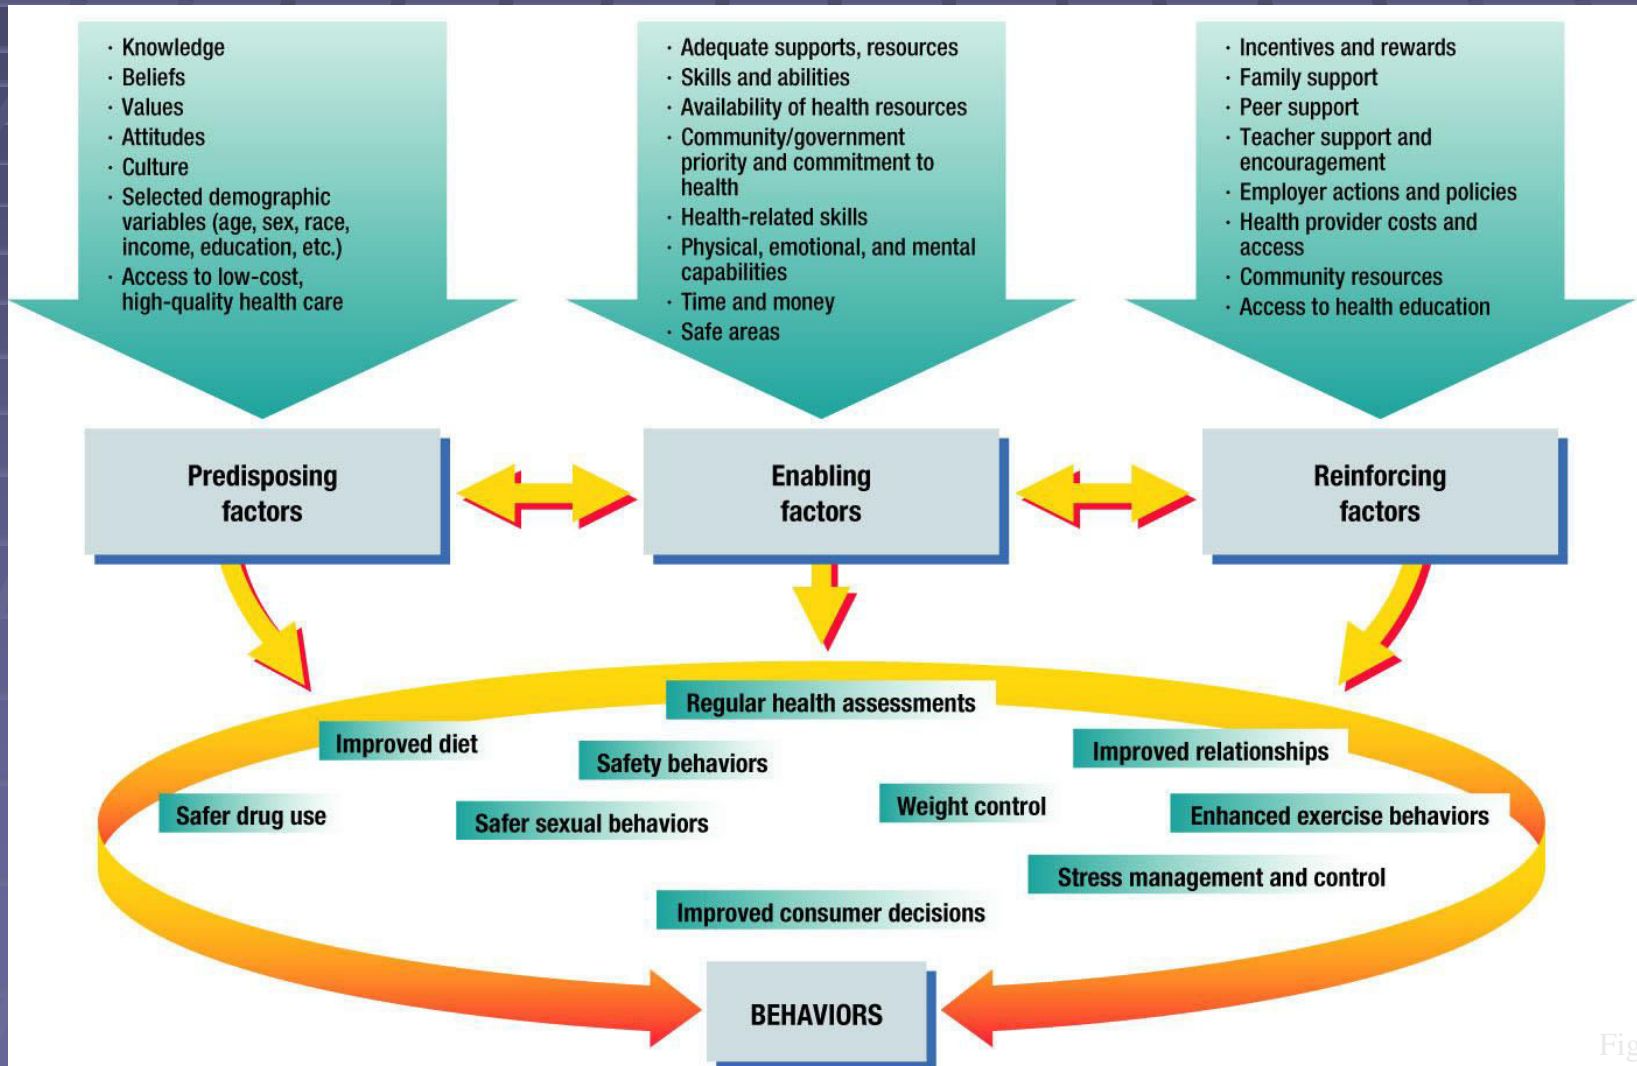 · Knowledge
· Beliefs
· Values
· Attitudes
· Culture
· Selected demographic
variables (age, sex, race,
income, education, etc.)
· Access to low-cost,
high-quality health care
· Adequate supports, resources
· Skills and abilities
· Availability of health resources
· Community/government
priority and commitment to
health
· Health-related skills
· Physical, emotional, and mental
capabilities
· Time and money
· Safe areas
· Incentives and rewards
· Family support
· Peer support
· Teacher support and
encouragement
· Employer actions and policies
· Health provider costs and
access
· Community resources
· Access to health education
Predisposing
factors
Enabling
factors
Reinforcing
factors
Regular health assessments
Improved diet
Safety behaviors
Improved relationships
Safer drug use
Safer sexual behaviors
Weight control
Enhanced exercise behaviors
Stress management and control
Improved consumer decisions
BEHAVIORS
Fig